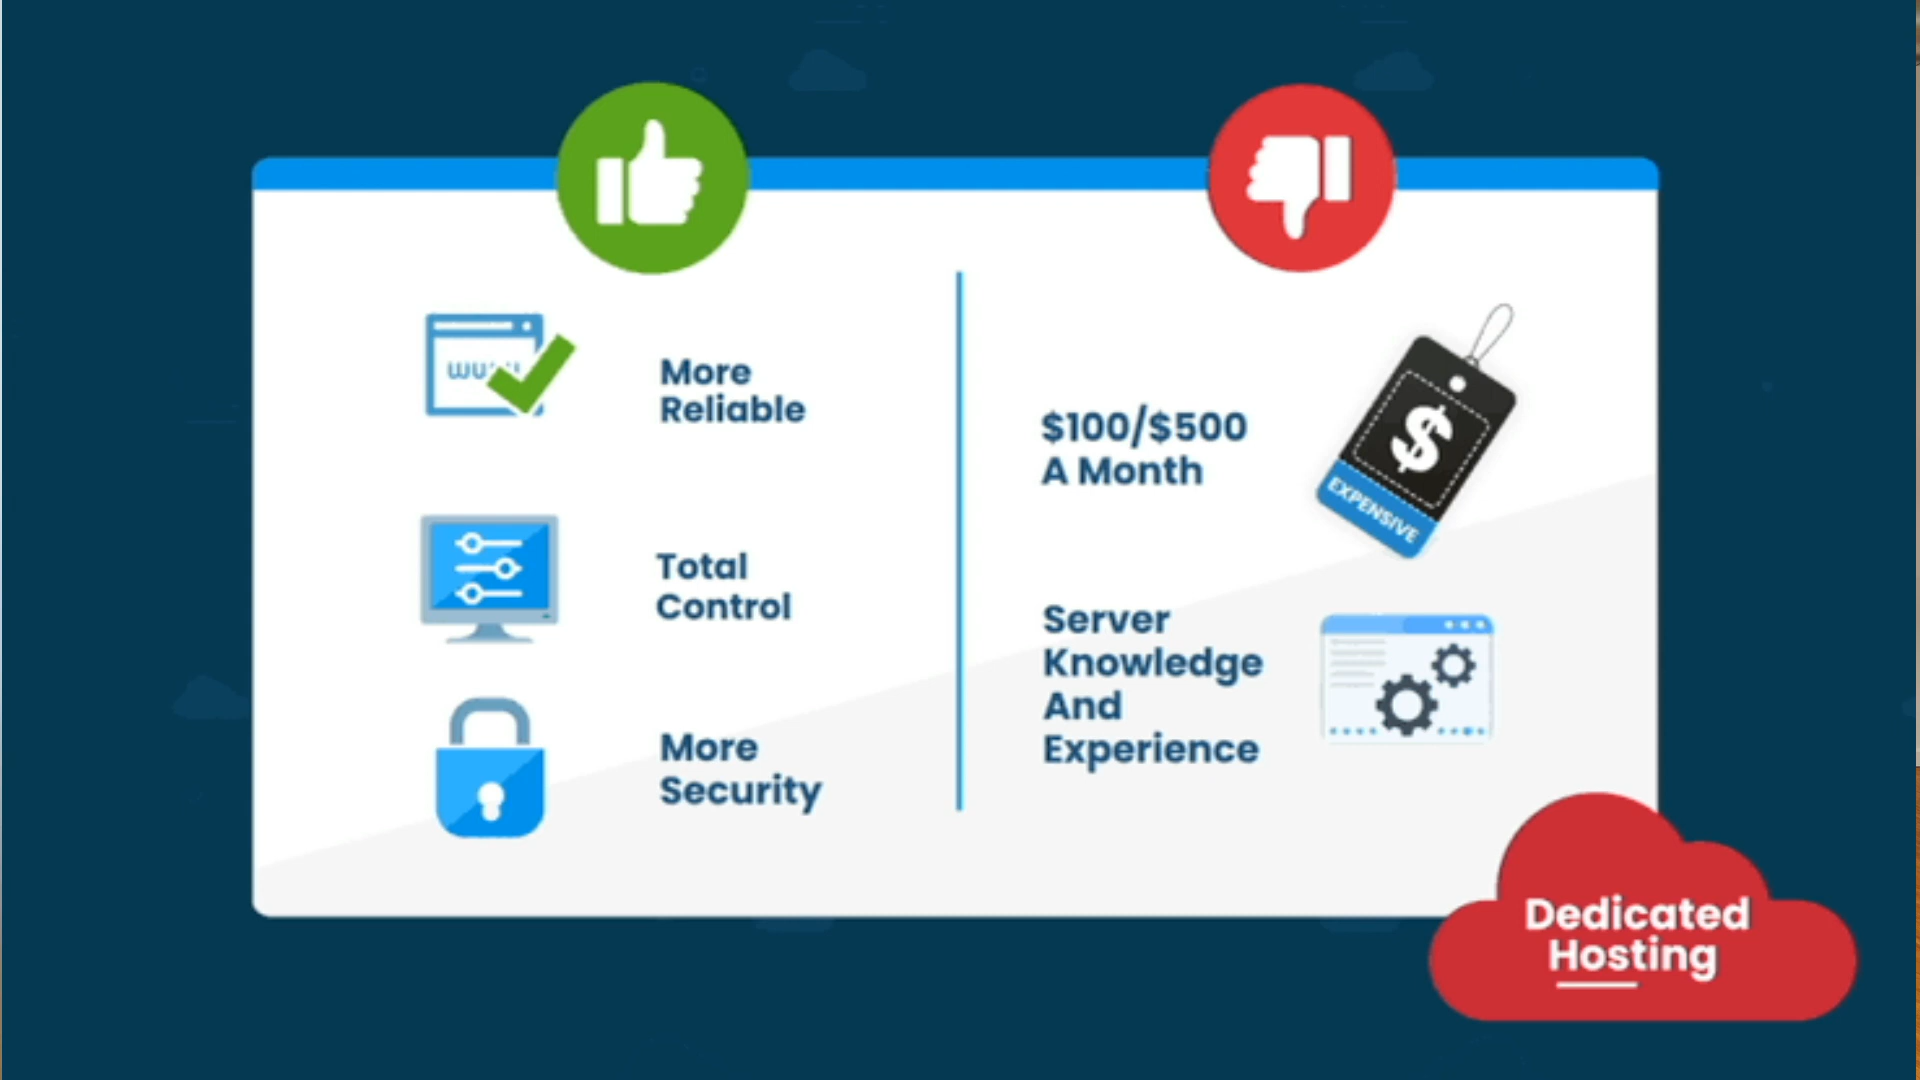 More
Reliable
Total
Control
More
Security
$100/$500
A Month
EXPENSIVE
Server
Knowledge
And
Experience
Dedicated
Hosting